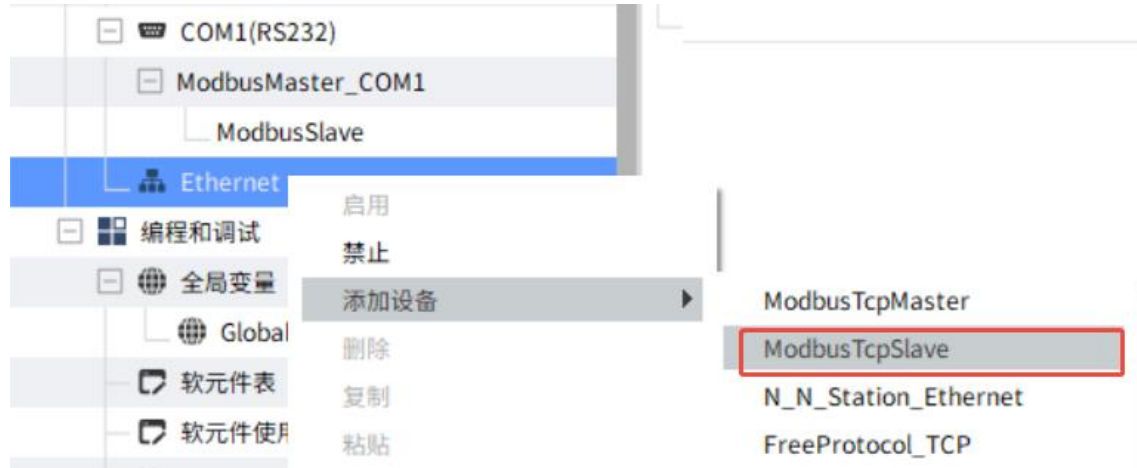 COM1(RS232)
ModbusMaster_COM1
ModbusSlave
Ethernet
编程和调试
全局变量
Global
软元件表
软元件使用
启用
禁止
添加设备
删除
复制
粘贴
ModbusTcpMaster
ModbusTcpSlave
N_N_Station_Ethernet
FreeProtocol_TCP